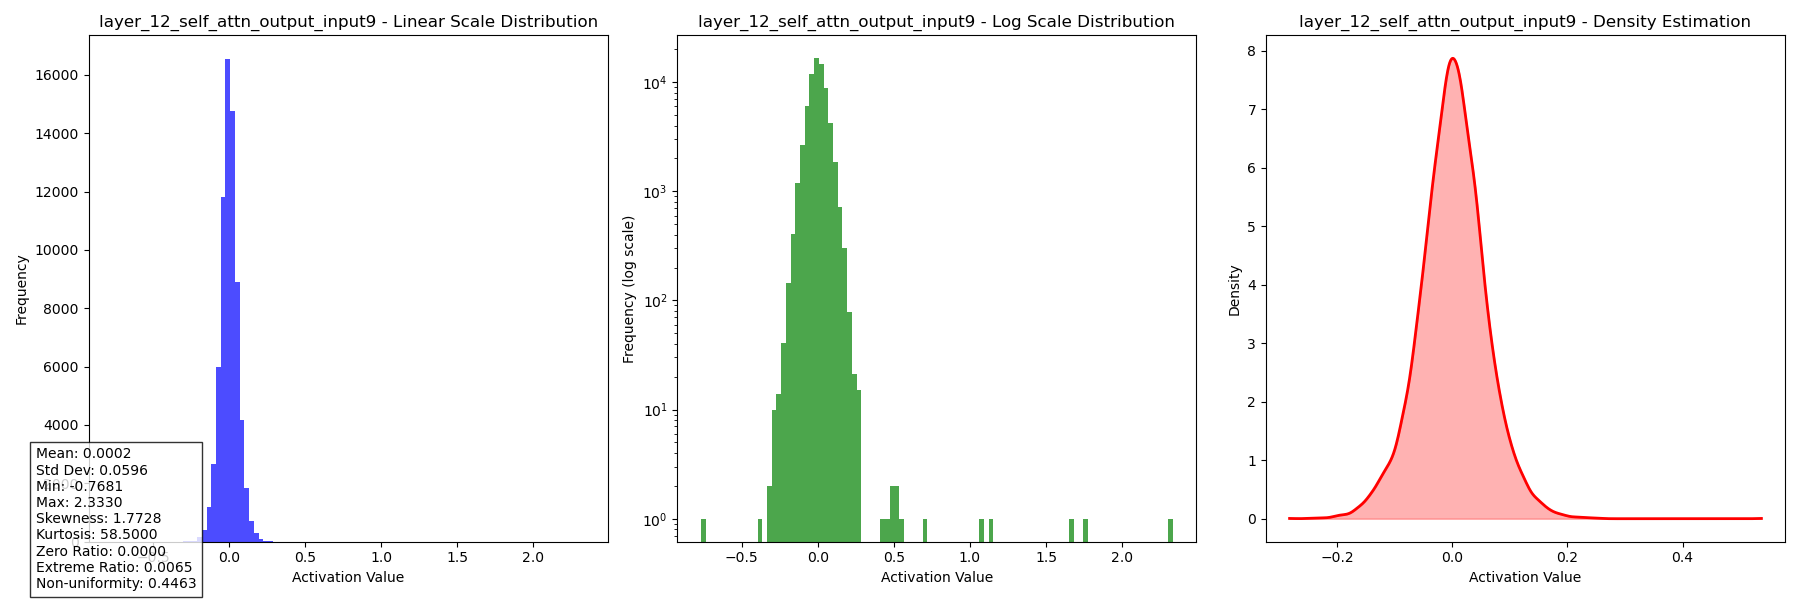 layer_12_self_attn_output_input9 - Linear Scale Distribution
Frequency
16000
14000
12000
10000
8000
6000
4000
Mean: 0.0002
Std Dev: 0.0596
Min: -0.7681
Max: 2.3330
Skewness: 1.7728
Kurtosis: 58.5000
Zero Ratio: 0.0000
Extreme Ratio: 0.0065
Non-uniformity: 0.4463
0.0 0.5 1.0 1.5 2.0
Activation Value
layer_12_self_attn_output_input9 - Log Scale Distribution
Frequency (log scale)
10⁴
10³
10²
10¹
10⁰
−0.5 0.0 0.5 1.0 1.5 2.0
Activation Value
layer_12_self_attn_output_input9 - Density Estimation
Density
8
7
6
5
4
3
2
1
0
−0.2 0.0 0.2 0.4
Activation Value